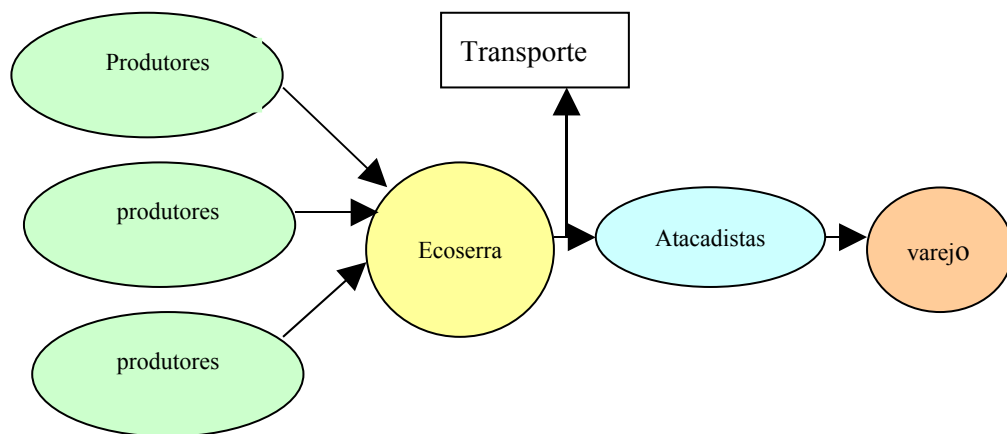 Produtores
Transporte
produtores
Ecoserra
Atacadistas
varejo
produtores